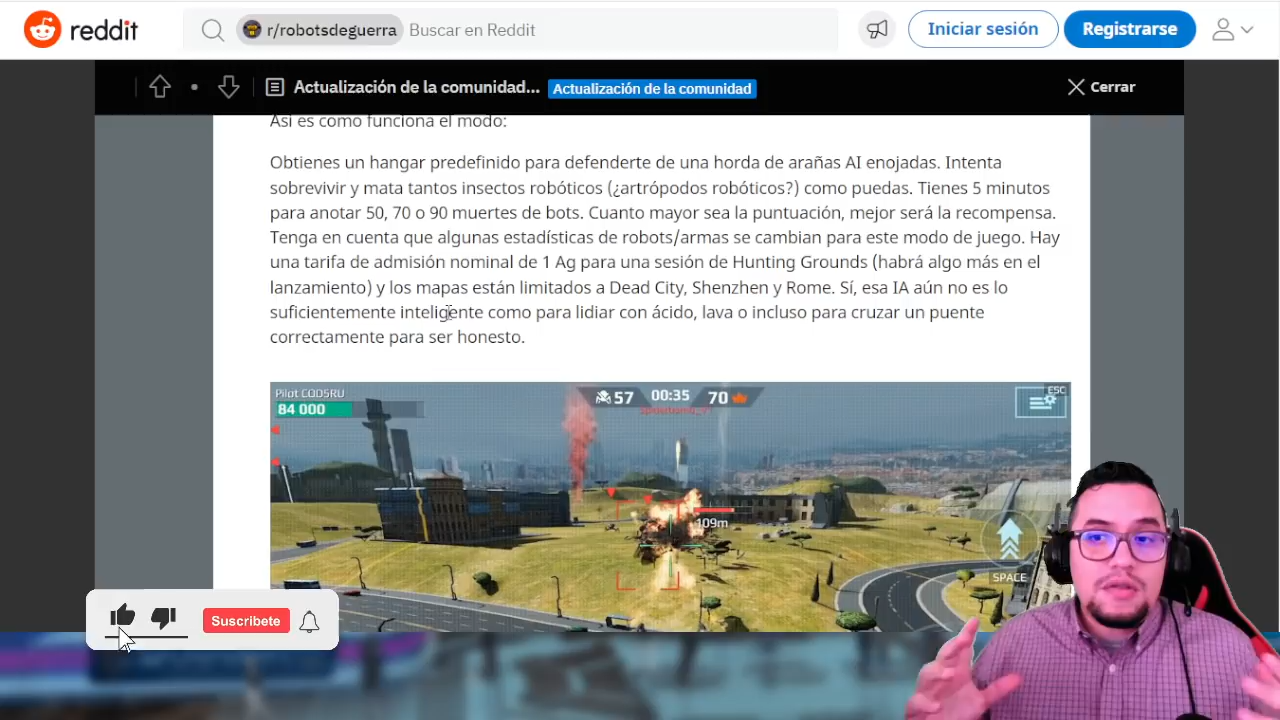 reddit
r/robotsdeguerra Buscar en Reddit
Iniciar sesión
Registrarse
Actualización de la comunidad...
Actualización de la comunidad
Cerrar
Así es como funciona el modo:
Obtienes un hangar predefinido para defenderte de una horda de arañas AI enojadas. Intenta
sobrevivir y mata tantos insectos robóticos (¿artrópodos robóticos?) como puedas. Tienes 5 minutos
para anotar 50, 70 o 90 muertes de bots. Cuanto mayor sea la puntuación, mejor será la recompensa.
Tenga en cuenta que algunas estadísticas de robots/armas se cambian para este modo de juego. Hay
una tarifa de admisión nominal de 1 Ag para una sesión de Hunting Grounds (habrá algo más en el
lanzamiento) y los mapas están limitados a Dead City, Shenzhen y Rome. Sí, esa IA aún no es lo
suficientemente inteligente como para lidiar con ácido, lava o incluso para cruzar un puente
correctamente para ser honesto.
Pilot COD5RU
84 000
57
00:35
70
ESC
109m
SPACE
Suscribete